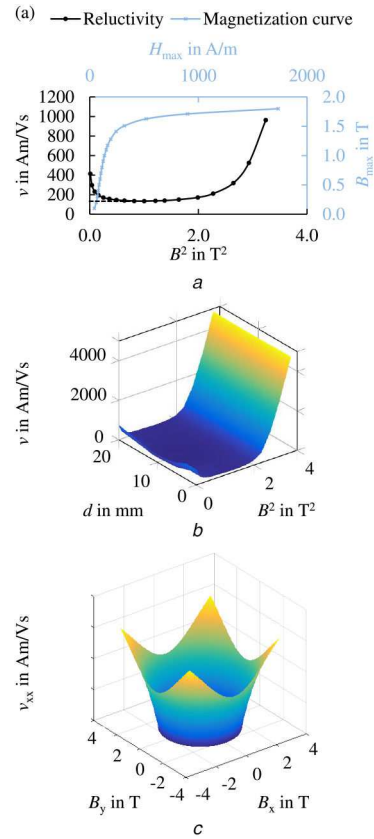 (a)
Reluctivity Magnetization curve
H_max in A/m
0 1000 2000
1200
1000
800
600
400
200
0
ν in Am/Vs
2.0
1.5
1.0
0.5
0.0
B_max in T
0.0 2.0 4.0
B² in T²
a
4000
2000
0
ν in Am/Vs
20
10
0
d in mm
0
2
4
B² in T²
b
ν_xx in Am/Vs
4
2
0
-2
-4
B_y in T
-4
-2
0
2
4
B_x in T
c